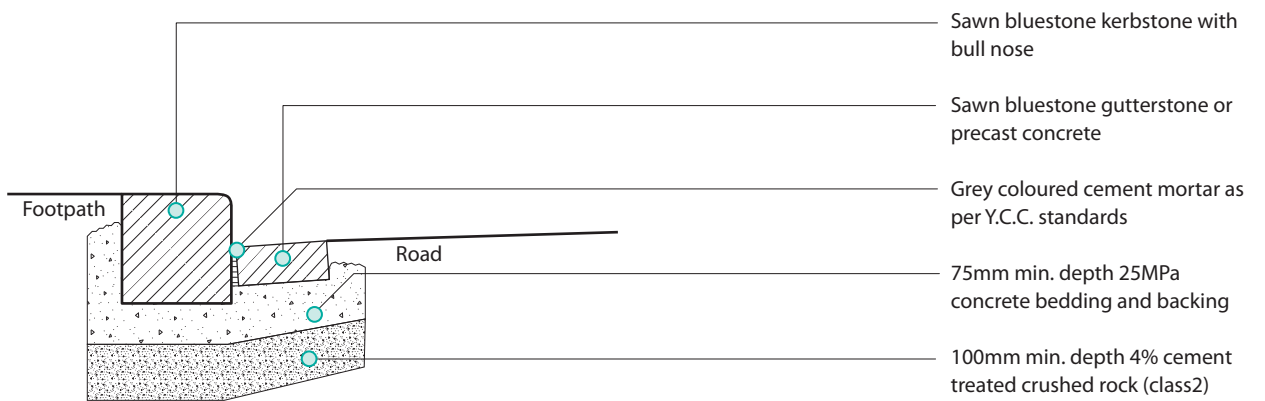 Sawn bluestone kerbstone with
bull nose
Sawn bluestone gutterstone or
precast concrete
Grey coloured cement mortar as
per Y.C.C. standards
Footpath
Road
75mm min. depth 25MPa
concrete bedding and backing
100mm min. depth 4% cement
treated crushed rock (class2)